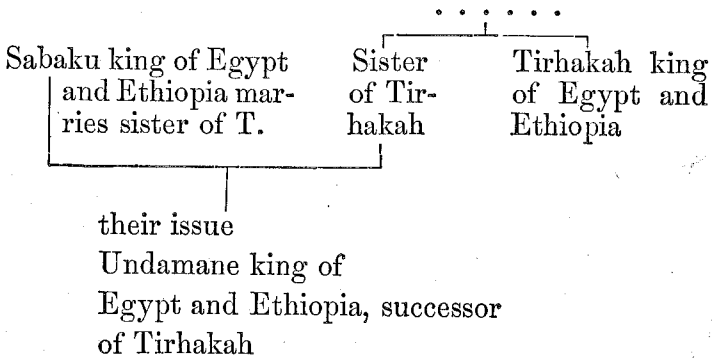 . . . . . .
Sabaku king of Egypt
and Ethiopia mar-
ries sister of T.
Sister
of Tir-
hakah
Tirhakah king
of Egypt and
Ethiopia
their issue
Undamane king of
Egypt and Ethiopia, successor
of Tirhakah